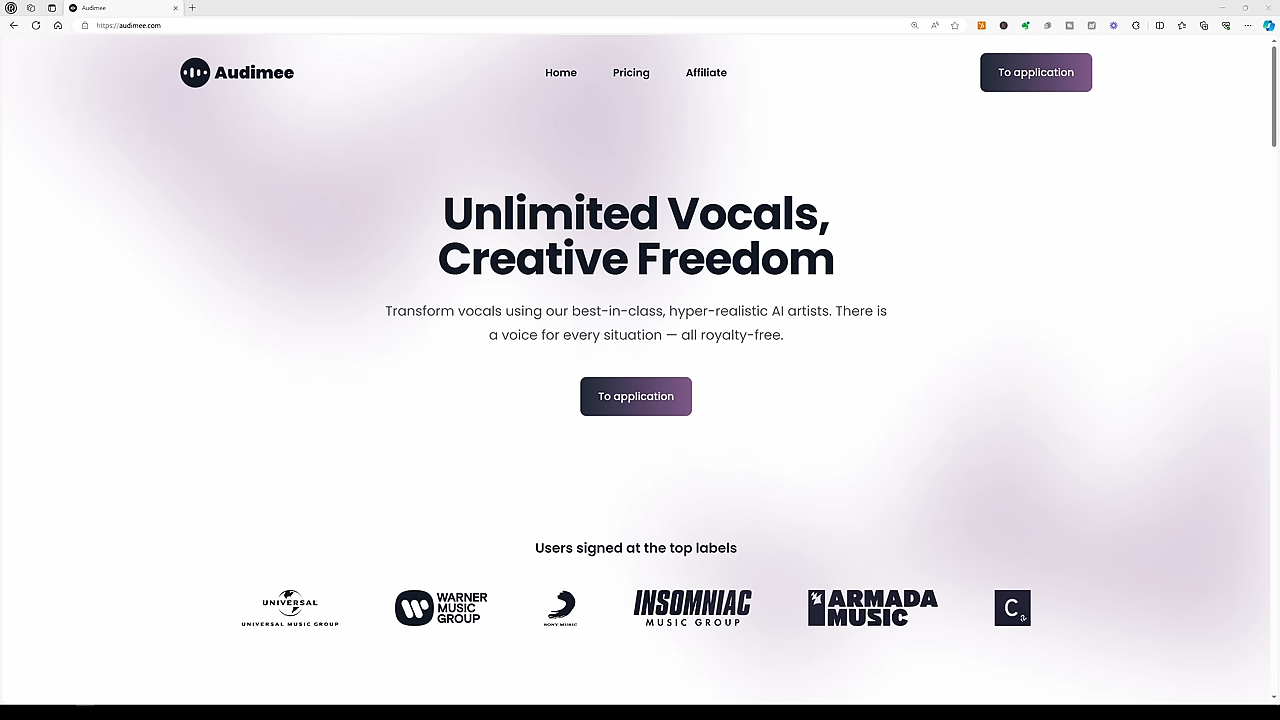 Audimee
https://audimee.com
Audimee
Home
Pricing
Affiliate
To application
Unlimited Vocals,
Creative Freedom
Transform vocals using our best-in-class, hyper-realistic AI artists. There is
a voice for every situation — all royalty-free.
To application
Users signed at the top labels
UNIVERSAL
UNIVERSAL MUSIC GROUP
WARNER
MUSIC
GROUP
SONY MUSIC
INSOMNIAC
MUSIC GROUP
ARMADA
MUSIC
C